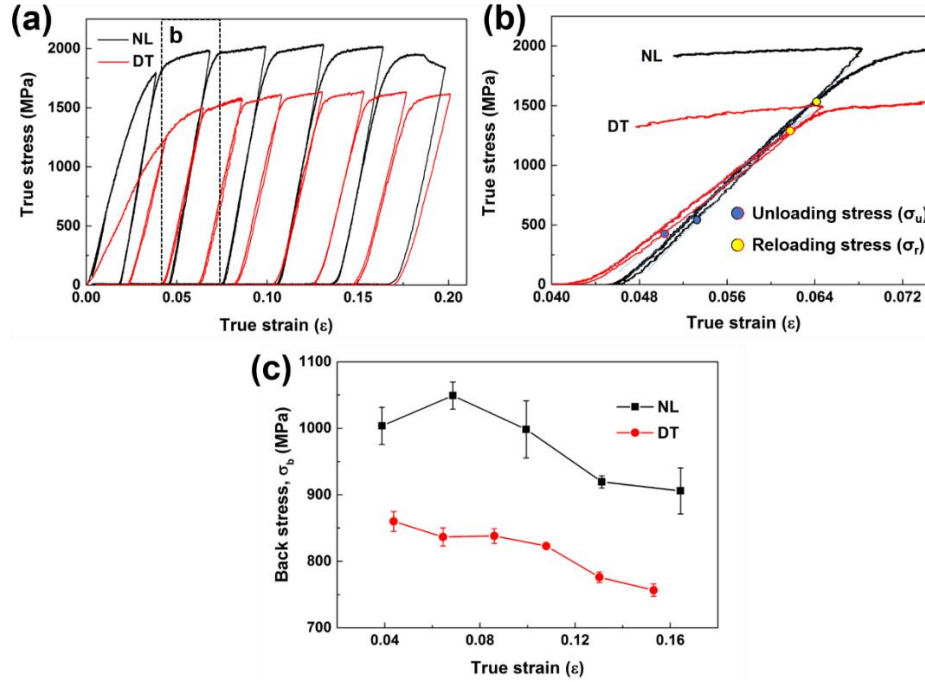 (a)
NL
DT
b
2000
1500
1000
500
0
True stress (MPa)
0.00 0.05 0.10 0.15 0.20
True strain (ε)
(b)
NL
DT
Unloading stress (σu)
Reloading stress (σr)
2000
1500
1000
500
0
True stress (MPa)
0.040 0.048 0.056 0.064 0.072
True strain (ε)
(c)
NL
DT
1100
1000
900
800
700
Back stress, σb (MPa)
0.04 0.08 0.12 0.16
True strain (ε)